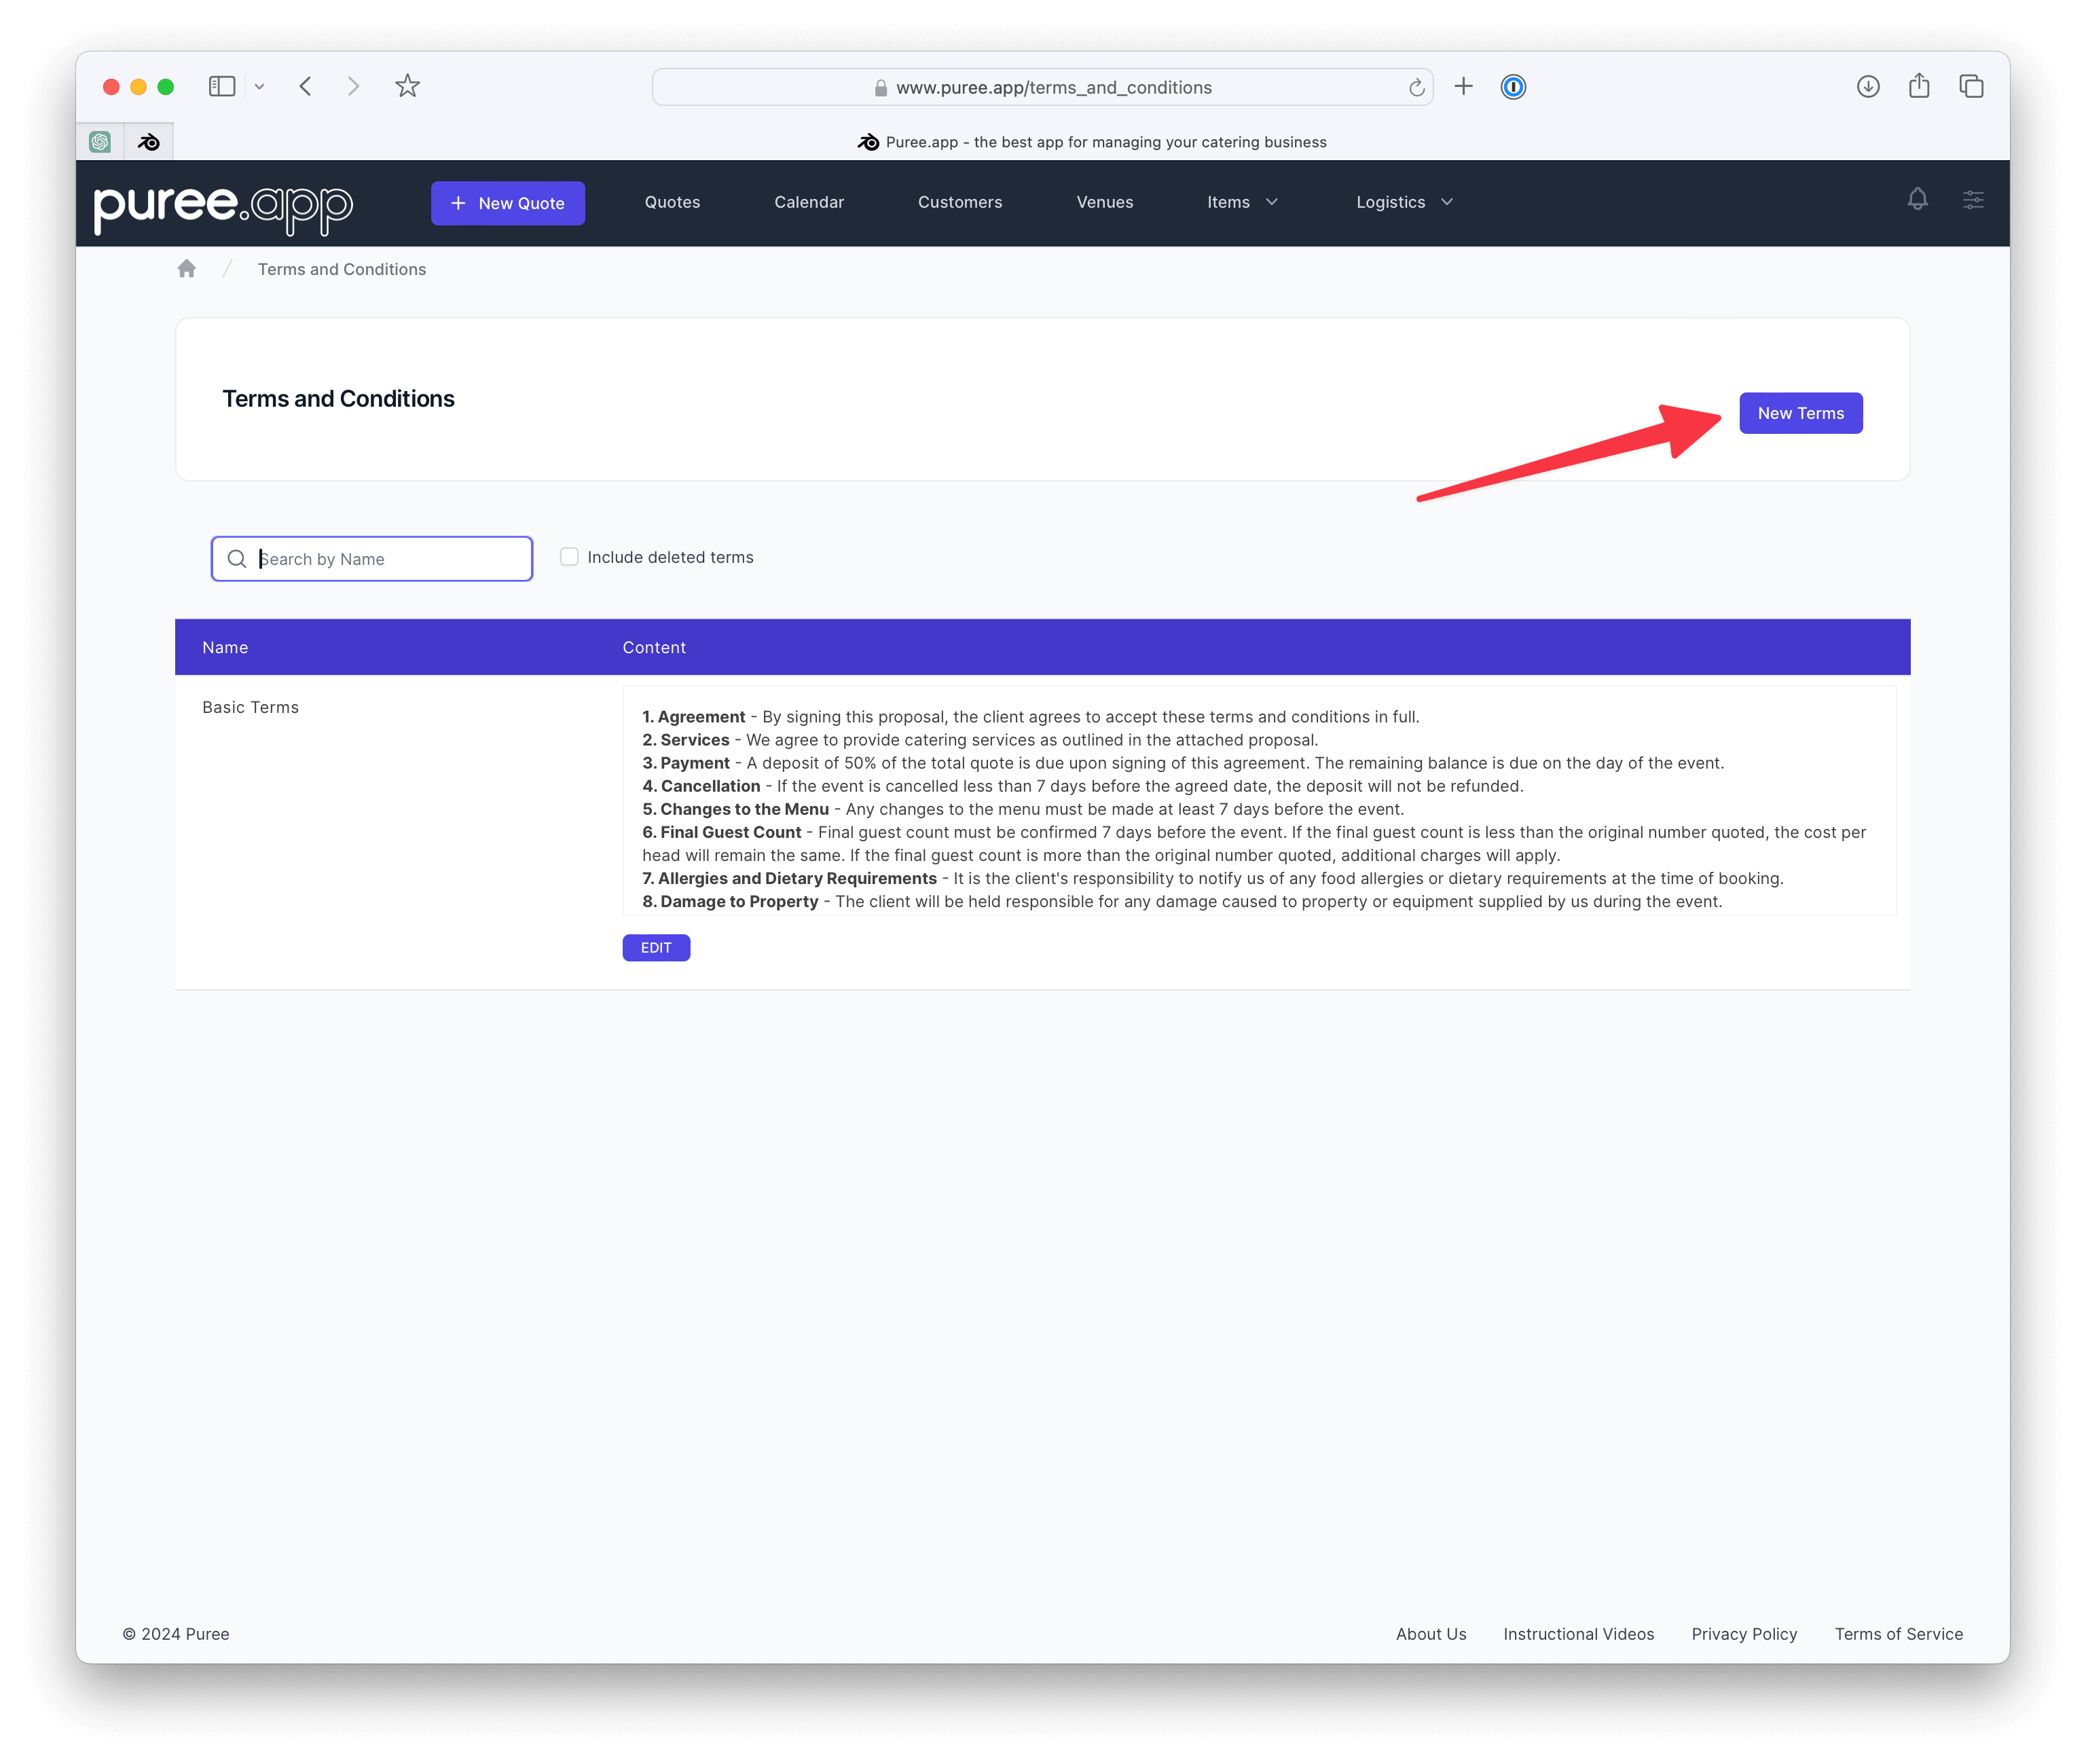 www.puree.app/terms_and_conditions
Puree.app - the best app for managing your catering business
puree.app
New Quote
Quotes
Calendar
Customers
Venues
Items
Logistics
Terms and Conditions
Terms and Conditions
New Terms
Search by Name
Include deleted terms
Name
Content
Basic Terms
1. Agreement - By signing this proposal, the client agrees to accept these terms and conditions in full.
2. Services - We agree to provide catering services as outlined in the attached proposal.
3. Payment - A deposit of 50% of the total quote is due upon signing of this agreement. The remaining balance is due on the day of the event.
4. Cancellation - If the event is cancelled less than 7 days before the agreed date, the deposit will not be refunded.
5. Changes to the Menu - Any changes to the menu must be made at least 7 days before the event.
6. Final Guest Count - Final guest count must be confirmed 7 days before the event. If the final guest count is less than the original number quoted, the cost per
head will remain the same. If the final guest count is more than the original number quoted, additional charges will apply.
7. Allergies and Dietary Requirements - It is the client's responsibility to notify us of any food allergies or dietary requirements at the time of booking.
8. Damage to Property - The client will be held responsible for any damage caused to property or equipment supplied by us during the event.
EDIT
© 2024 Puree
About Us
Instructional Videos
Privacy Policy
Terms of Service